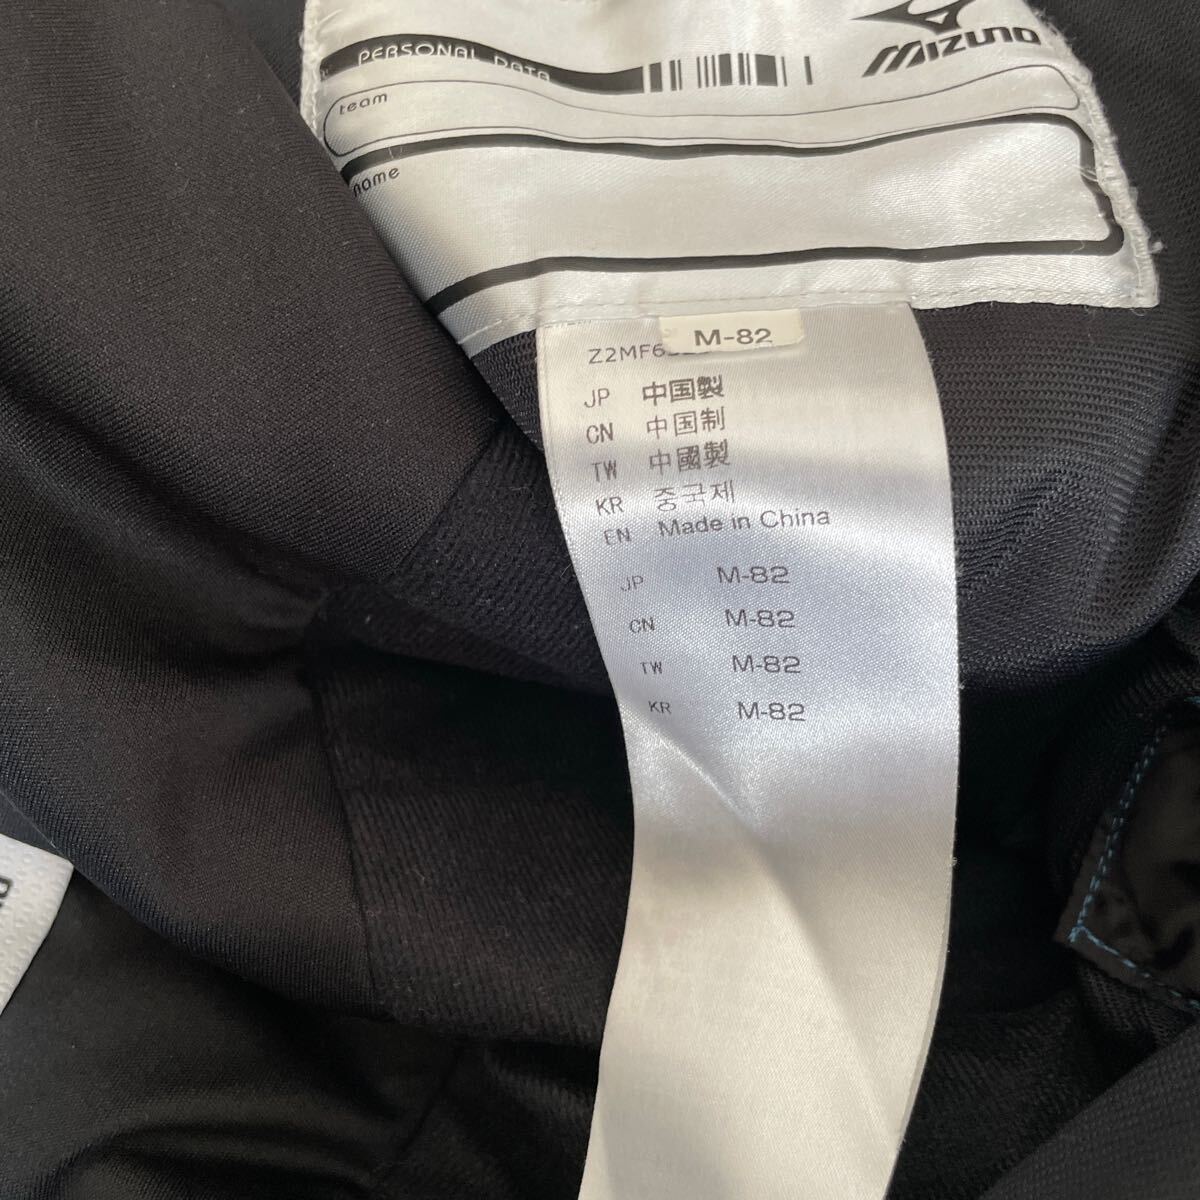 MIZUNO
PERSONAL DATA
team
name
M-82
JP 中国製
CN 中国制
TW 中國製
KR 중국제
EN Made in China
JP M-82
CN M-82
TW M-82
KR M-82